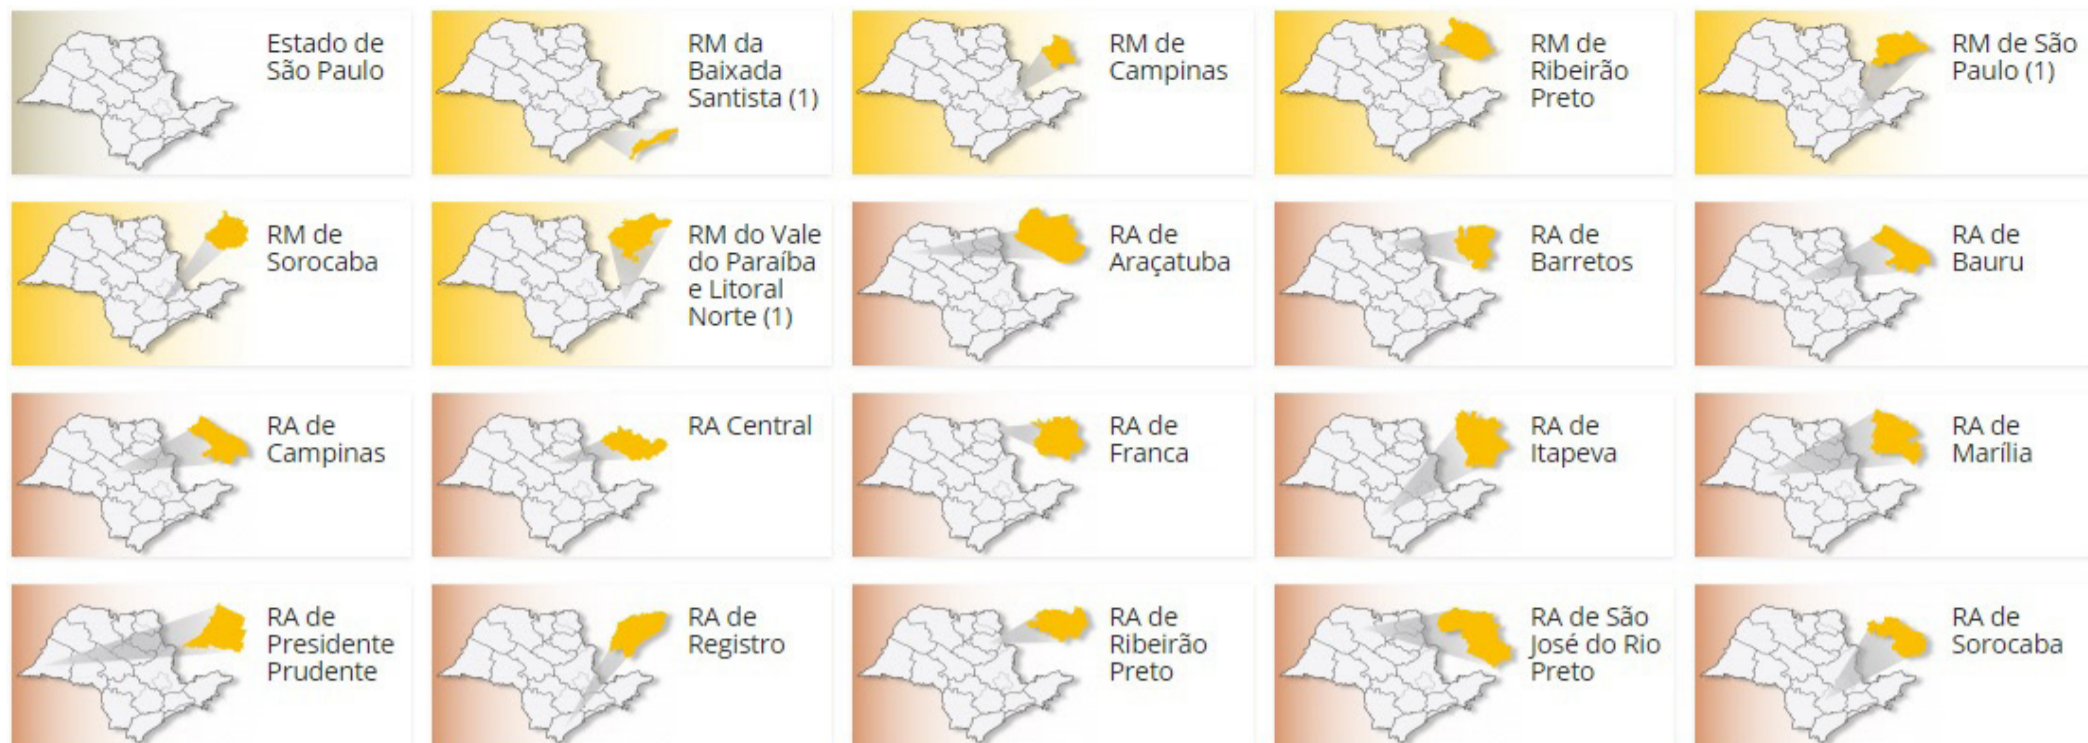 Estado de
São Paulo
RM da
Baixada
Santista (1)
RM de
Campinas
RM de
Ribeirão
Preto
RM de São
Paulo (1)
RM de
Sorocaba
RM do Vale
do Paraíba
e Litoral
Norte (1)
RA de
Araçatuba
RA de
Barretos
RA de
Bauru
RA de
Campinas
RA Central
RA de
Franca
RA de
Itapeva
RA de
Marília
RA de
Presidente
Prudente
RA de
Registro
RA de
Ribeirão
Preto
RA de São
José do Rio
Preto
RA de
Sorocaba